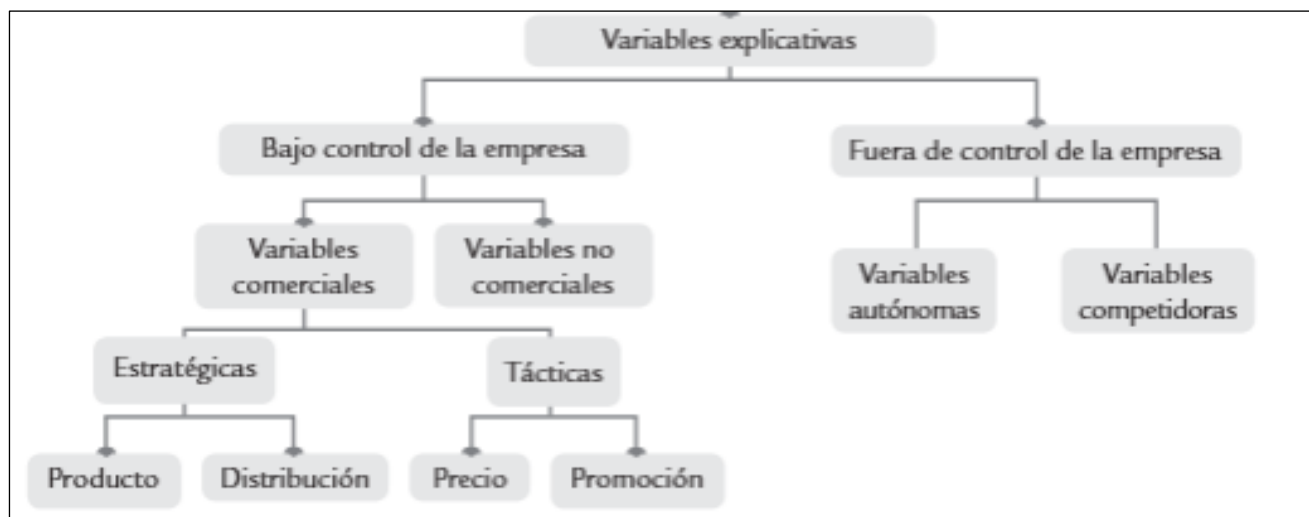 Variables explicativas
Bajo control de la empresa
Fuera de control de la empresa
Variables
comerciales
Variables no
comerciales
Variables
autónomas
Variables
competidoras
Estratégicas
Tácticas
Producto
Distribución
Precio
Promoción